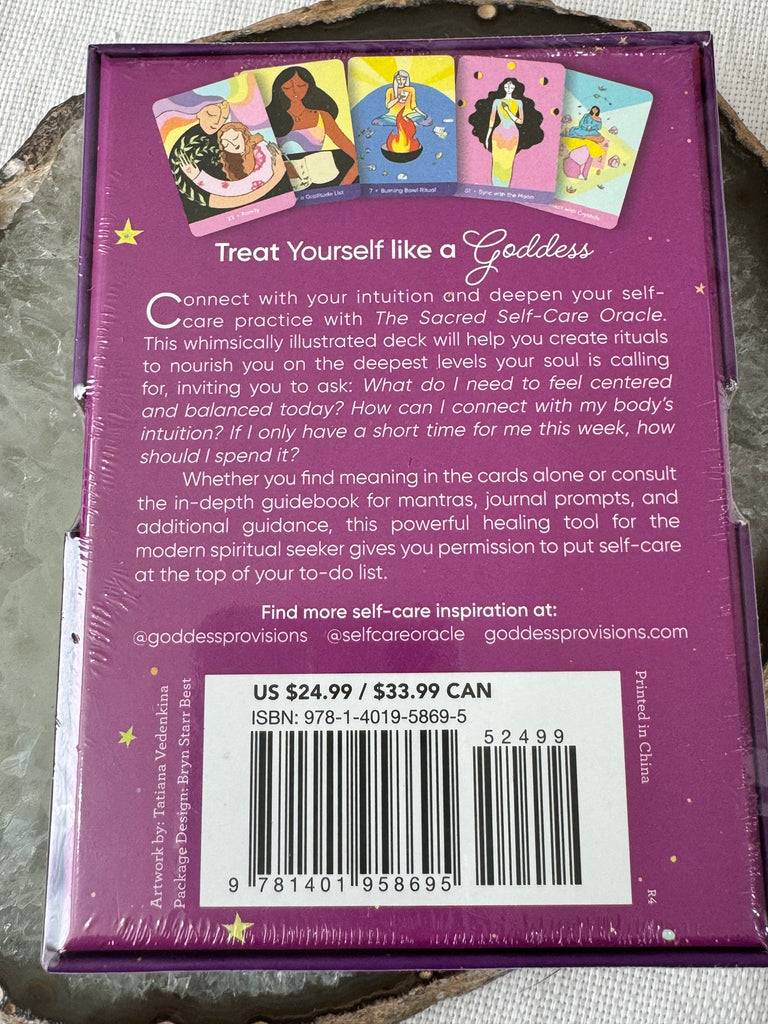 23 • Family
a Gratitude List
7 • Burning Bowl Ritual
51 • Sync with the Moon
with Crystals
Treat Yourself like a Goddess
Connect with your intuition and deepen your self-
care practice with The Sacred Self-Care Oracle.
This whimsically illustrated deck will help you create rituals
to nourish you on the deepest levels your soul is calling
for, inviting you to ask: What do I need to feel centered
and balanced today? How can I connect with my body's
intuition? If I only have a short time for me this week, how
should I spend it?
Whether you find meaning in the cards alone or consult
the in-depth guidebook for mantras, journal prompts, and
additional guidance, this powerful healing tool for the
modern spiritual seeker gives you permission to put self-care
at the top of your to-do list.
Find more self-care inspiration at:
@goddessprovisions @selfcareoracle goddessprovisions.com
Artwork by: Tatiana Vedenkina
Package Design: Bryn Starr Best
US $24.99 / $33.99 CAN
ISBN: 978-1-4019-5869-5
52499
9 781401 958695
Printed in China
R4